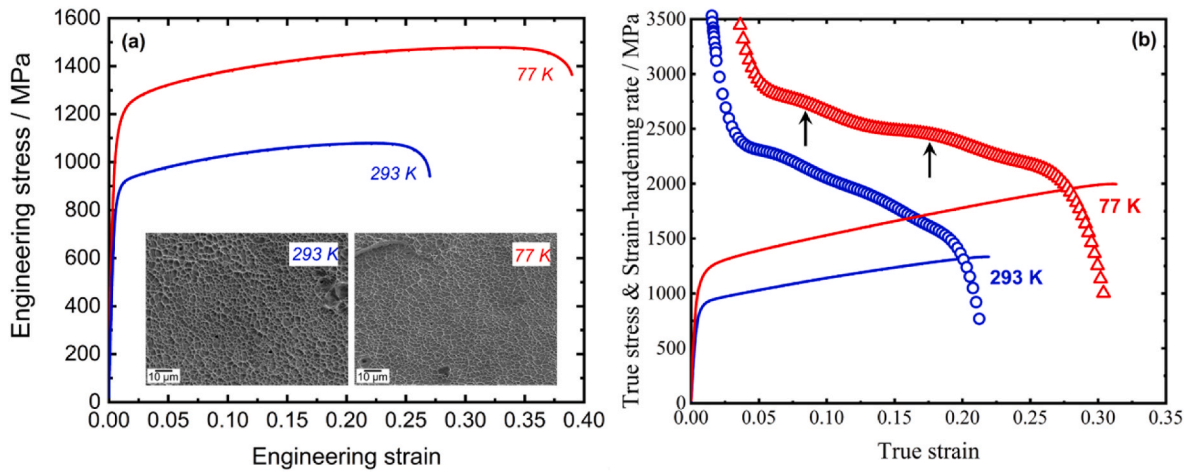 (a)
Engineering stress / MPa
1600
1400
1200
1000
800
600
400
200
0
77 K
293 K
293 K
10 μm
77 K
10 μm
0.00 0.05 0.10 0.15 0.20 0.25 0.30 0.35 0.40
Engineering strain
(b)
True stress & Strain-hardening rate / MPa
3500
3000
2500
2000
1500
1000
500
0
77 K
293 K
0.00 0.05 0.10 0.15 0.20 0.25 0.30 0.35
True strain